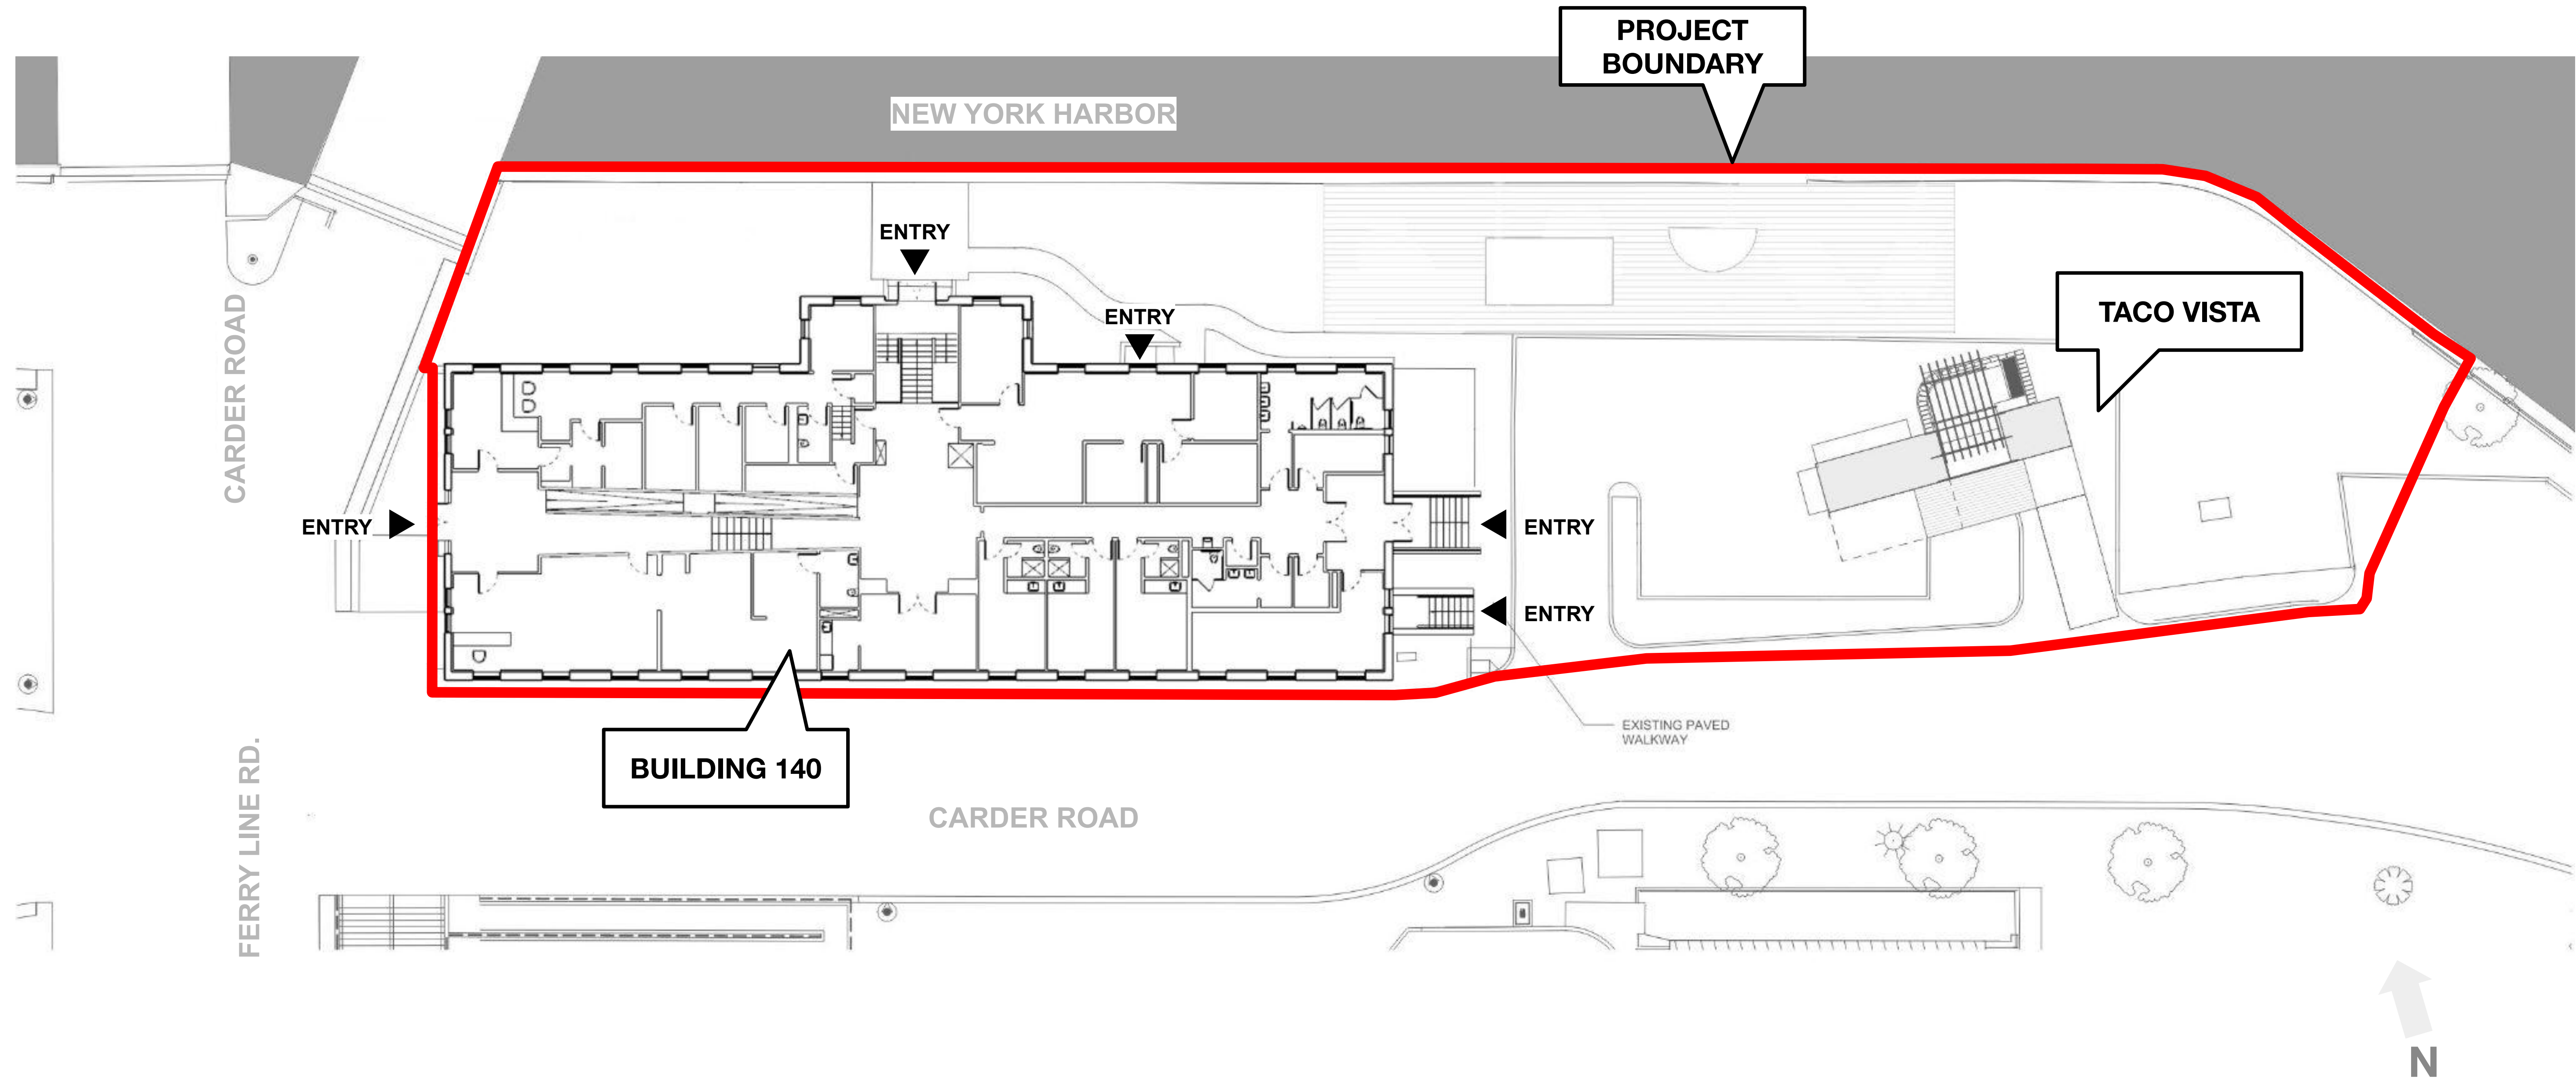 PROJECT
BOUNDARY
NEW YORK HARBOR
ENTRY
TACO VISTA
ENTRY
CARDER ROAD
ENTRY
ENTRY
ENTRY
EXISTING PAVED
WALKWAY
BUILDING 140
CARDER ROAD
FERRY LINE RD.
N